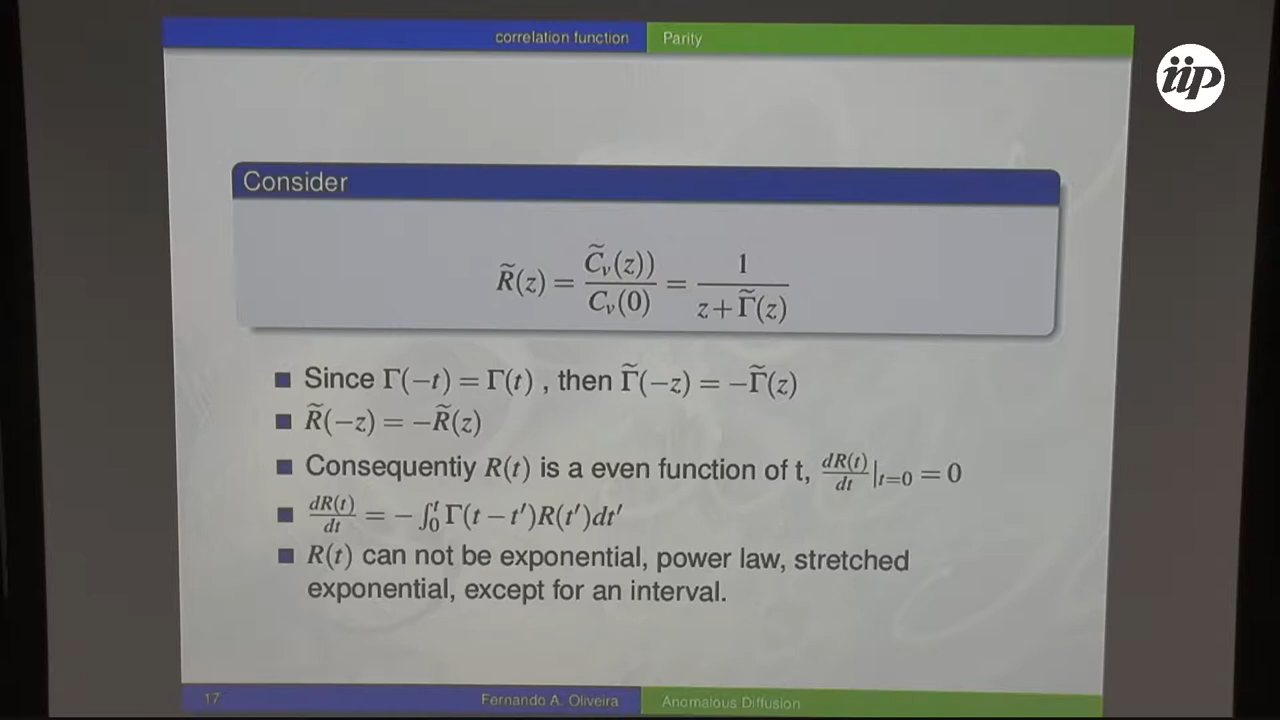 correlation function Parity
iip
Consider
R̃(z) = C̃ᵥ(z)) / Cᵥ(0) = 1 / z+Γ̃(z)
Since Γ(−t) = Γ(t) , then Γ̃(−z) = −Γ̃(z)
R̃(−z) = −R̃(z)
Consequentiy R(t) is a even function of t, dR(t)/dt |t=0 = 0
dR(t)/dt = − ∫₀ᵗ Γ(t − t′)R(t′)dt′
R(t) can not be exponential, power law, stretched
exponential, except for an interval.
17 Fernando A. Oliveira Anomalous Diffusion